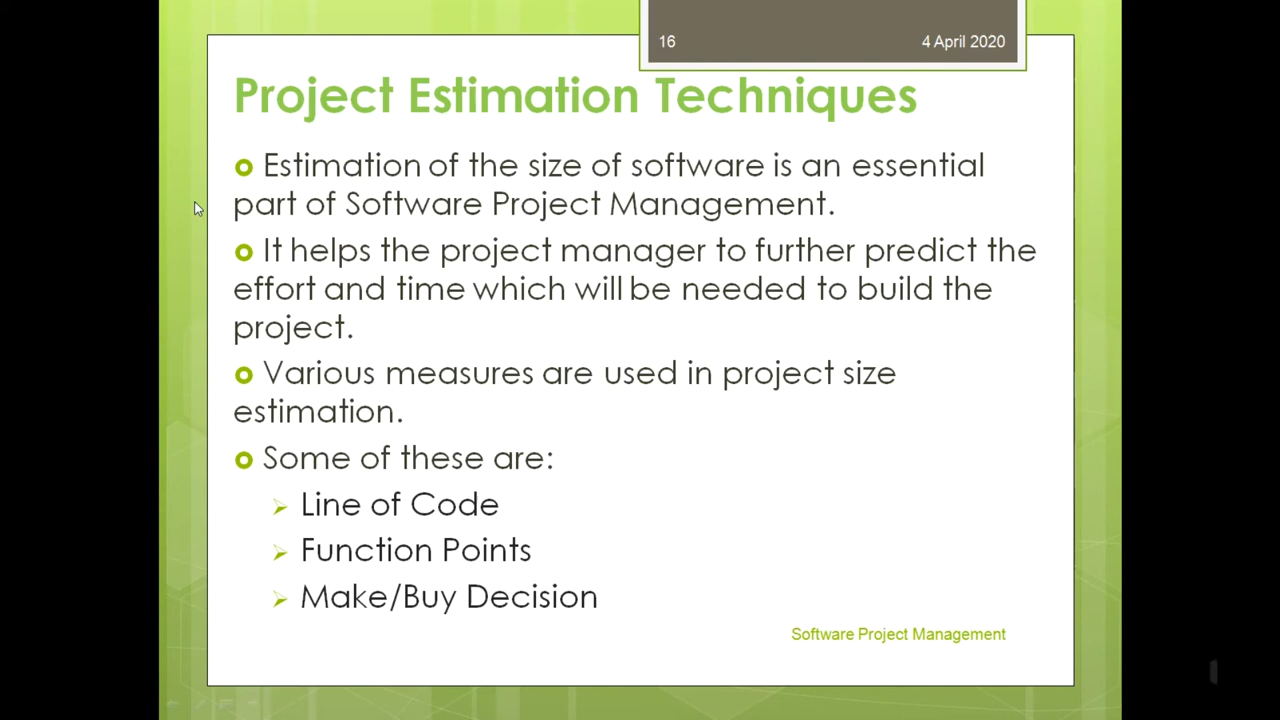 16
4 April 2020
Project Estimation Techniques
Estimation of the size of software is an essential
part of Software Project Management.
It helps the project manager to further predict the
effort and time which will be needed to build the
project.
Various measures are used in project size
estimation.
Some of these are:
Line of Code
Function Points
Make/Buy Decision
Software Project Management